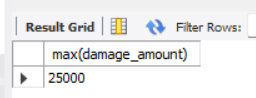 Result Grid Filter Rows:
max(damage_amount)
25000